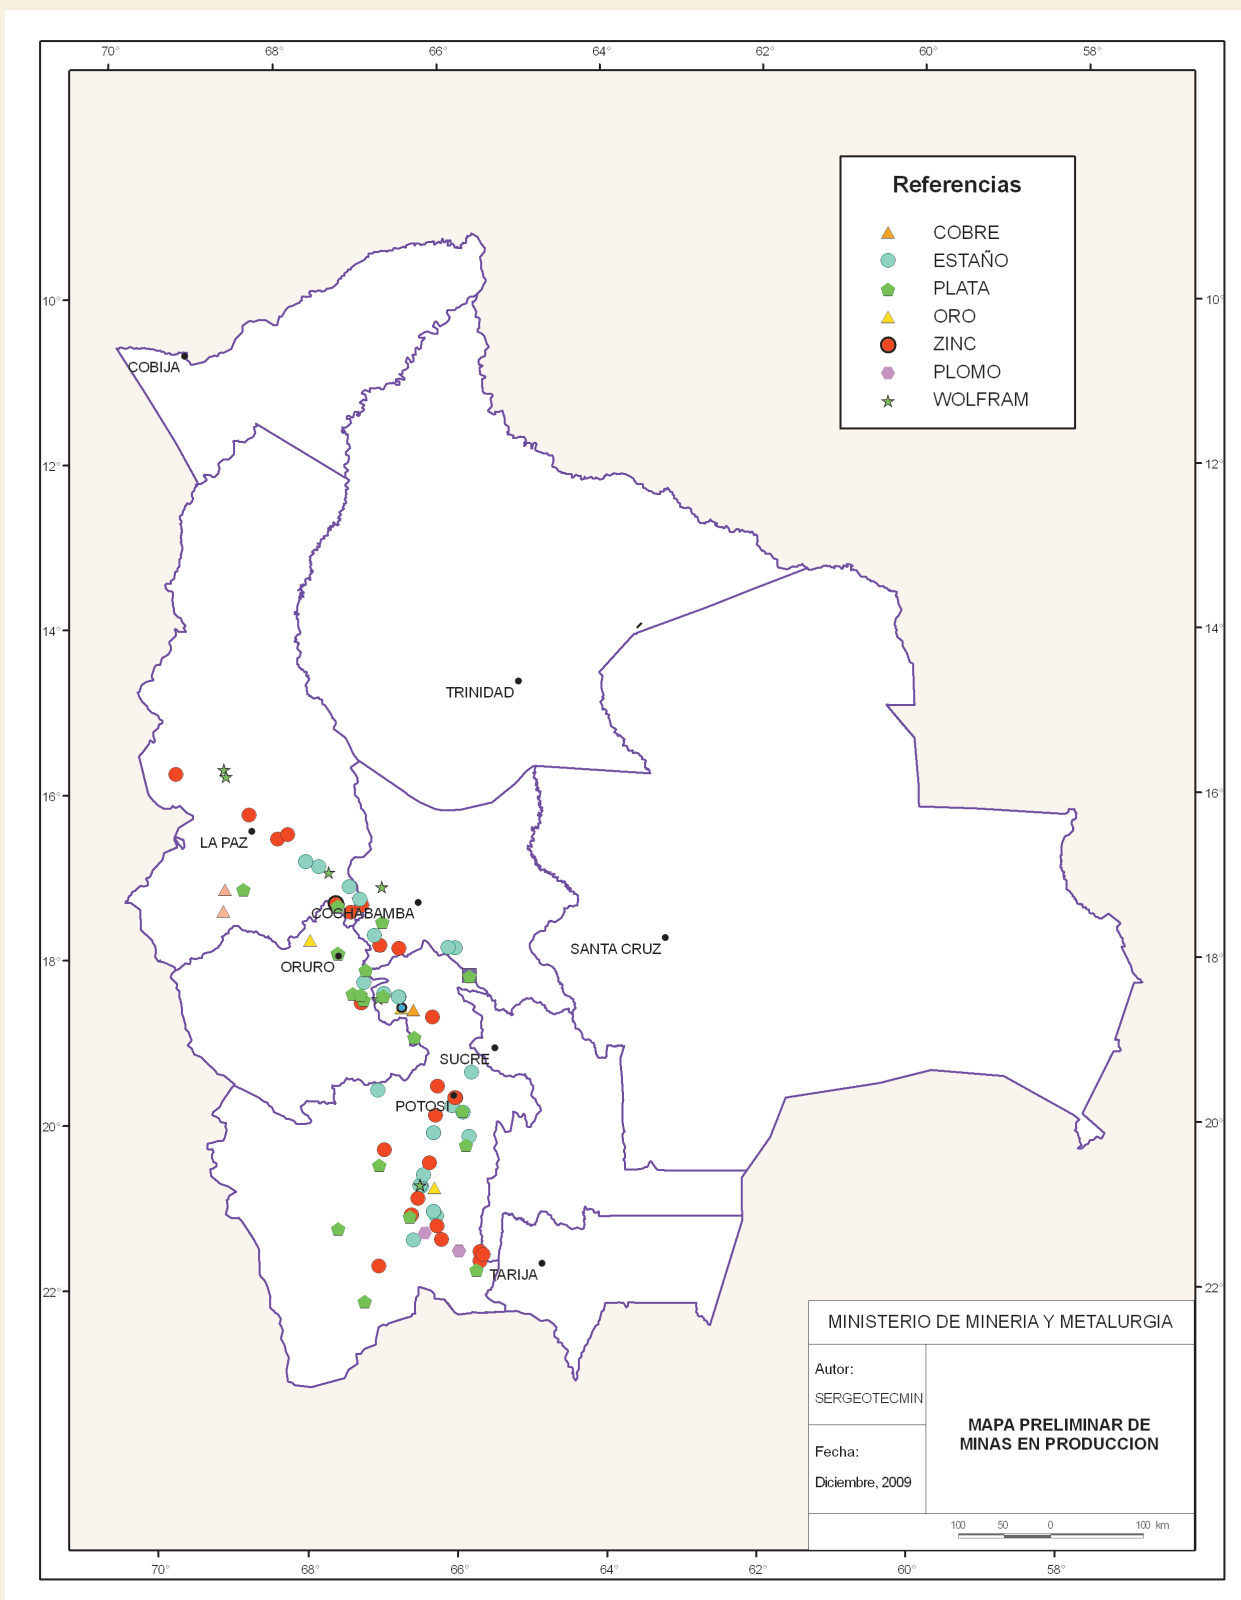 70° 68° 66° 64° 62° 60° 58°
Referencias
COBRE
ESTAÑO
PLATA
ORO
ZINC
PLOMO
WOLFRAM
10° 10°
COBIJA
12° 12°
14° 14°
TRINIDAD
16° 16°
LA PAZ
COCHABAMBA
SANTA CRUZ
ORURO
18° 18°
SUCRE
POTOSI
20° 20°
TARIJA
22° 22°
MINISTERIO DE MINERIA Y METALURGIA
Autor:
SERGEOTECMIN
MAPA PRELIMINAR DE
MINAS EN PRODUCCION
Fecha:
Diciembre, 2009
100 50 0 100 km
70° 68° 66° 64° 62° 60° 58°